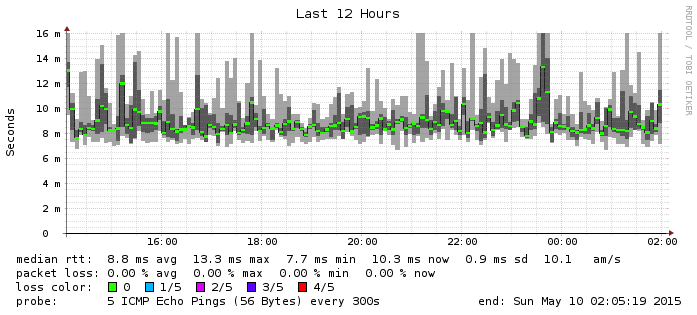 Last 12 Hours
RRDTOOL / TOBI OETIKER
Seconds
16 m
14 m
12 m
10 m
8 m
6 m
4 m
2 m
0
16:00 18:00 20:00 22:00 00:00 02:00
median rtt: 8.8 ms avg 13.3 ms max 7.7 ms min 10.3 ms now 0.9 ms sd 10.1 am/s
packet loss: 0.00 % avg 0.00 % max 0.00 % min 0.00 % now
loss color: 0 1/5 2/5 3/5 4/5
probe: 5 ICMP Echo Pings (56 Bytes) every 300s end: Sun May 10 02:05:19 2015